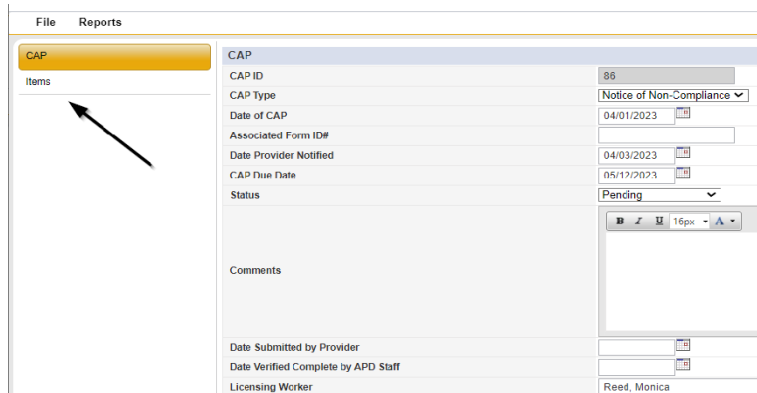 File Reports
CAP
Items
CAP
CAP ID 86
CAP Type Notice of Non-Compliance
Date of CAP 04/01/2023
Associated Form ID#
Date Provider Notified 04/03/2023
CAP Due Date 05/12/2023
Status Pending
B I U 16px A
Comments
Date Submitted by Provider
Date Verified Complete by APD Staff
Licensing Worker Reed, Monica